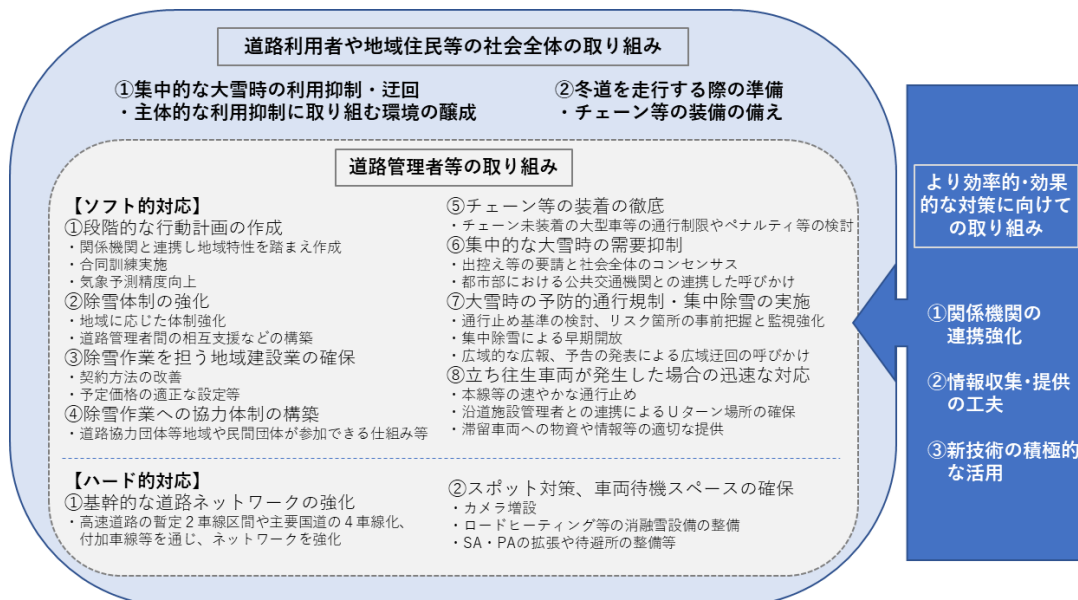 道路利用者や地域住民等の社会全体の取り組み
①集中的な大雪時の利用抑制・迂回
・主体的な利用抑制に取り組む環境の醸成
②冬道を走行する際の準備
・チェーン等の装備の備え
道路管理者等の取り組み
【ソフト的対応】
①段階的な行動計画の作成
・関係機関と連携し地域特性を踏まえ作成
・合同訓練実施
・気象予測精度向上
②除雪体制の強化
・地域に応じた体制強化
・道路管理者間の相互支援などの構築
③除雪作業を担う地域建設業の確保
・契約方法の改善
・予定価格の適正な設定等
④除雪作業への協力体制の構築
・道路協力団体等地域や民間団体が参加できる仕組み等
⑤チェーン等の装着の徹底
・チェーン未装着の大型車等の通行制限やペナルティ等の検討
⑥集中的な大雪時の需要抑制
・出控え等の要請と社会全体のコンセンサス
・都市部における公共交通機関との連携した呼びかけ
⑦大雪時の予防的通行規制・集中除雪の実施
・通行止め基準の検討、リスク箇所の事前把握と監視強化
・集中除雪による早期開放
・広域的な広報、予告の発表による広域迂回の呼びかけ
⑧立ち往生車両が発生した場合の迅速な対応
・本線等の速やかな通行止め
・沿道施設管理者との連携によるUターン場所の確保
・滞留車両への物資や情報等の適切な提供
【ハード的対応】
①基幹的な道路ネットワークの強化
・高速道路の暫定２車線区間や主要国道の４車線化、
付加車線等を通じ、ネットワークを強化
②スポット対策、車両待機スペースの確保
・カメラ増設
・ロードヒーティング等の消融雪設備の整備
・SA・PAの拡張や待避所の整備等
より効率的・効果
的な対策に向けて
の取り組み
①関係機関の
連携強化
②情報収集・提供
の工夫
③新技術の積極的
な活用